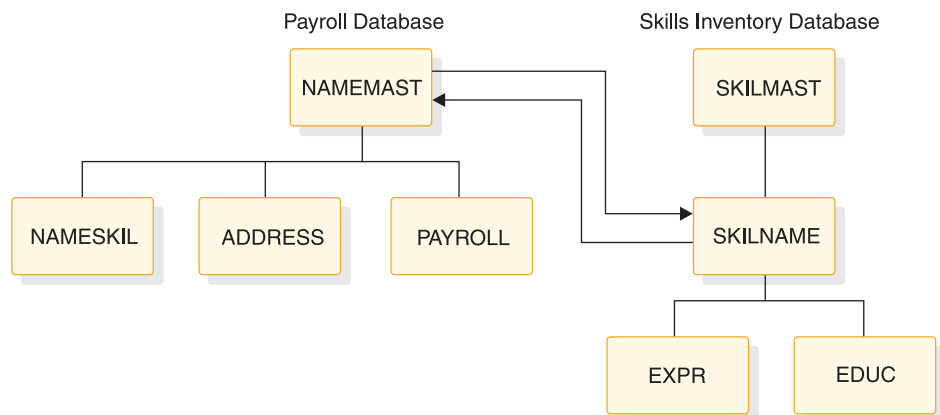 Payroll Database
Skills Inventory Database
NAMEMAST
SKILMAST
NAMESKIL
ADDRESS
PAYROLL
SKILNAME
EXPR
EDUC